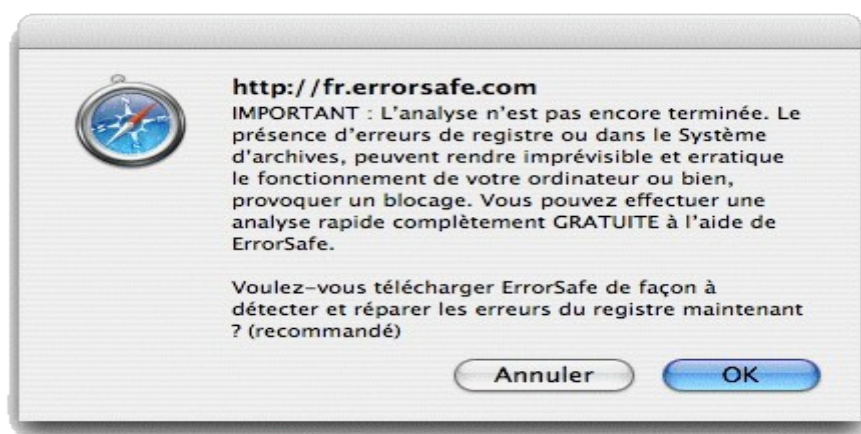 http://fr.errorsafe.com
IMPORTANT : L'analyse n'est pas encore terminée. Le
présence d'erreurs de registre ou dans le Système
d'archives, peuvent rendre imprévisible et erratique
le fonctionnement de votre ordinateur ou bien,
provoquer un blocage. Vous pouvez effectuer une
analyse rapide complètement GRATUITE à l'aide de
ErrorSafe.
Voulez-vous télécharger ErrorSafe de façon à
détecter et réparer les erreurs du registre maintenant
? (recommandé)
Annuler
OK